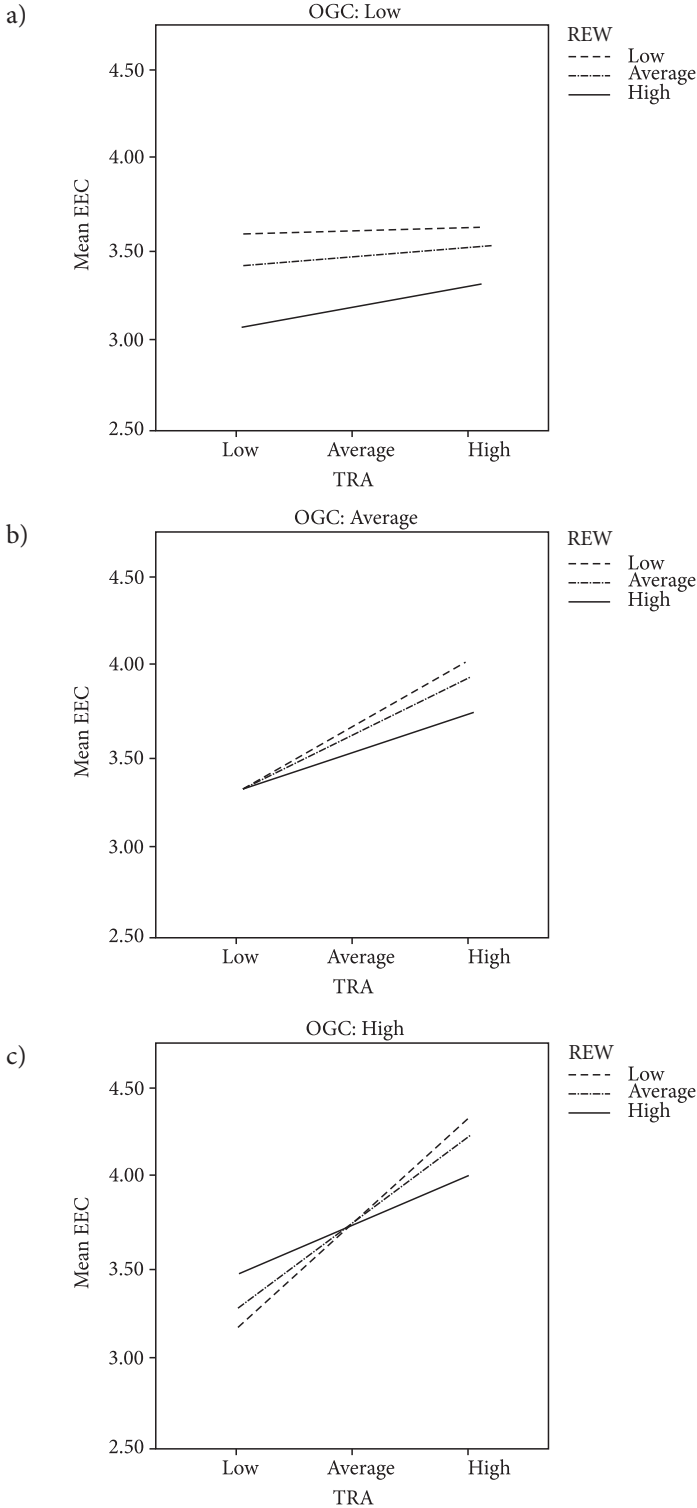 a)
OGC: Low
REW
Low
Average
High
4.50
4.00
3.50
3.00
2.50
Mean EEC
Low Average High
TRA
b)
OGC: Average
REW
Low
Average
High
4.50
4.00
3.50
3.00
2.50
Mean EEC
Low Average High
TRA
c)
OGC: High
REW
Low
Average
High
4.50
4.00
3.50
3.00
2.50
Mean EEC
Low Average High
TRA